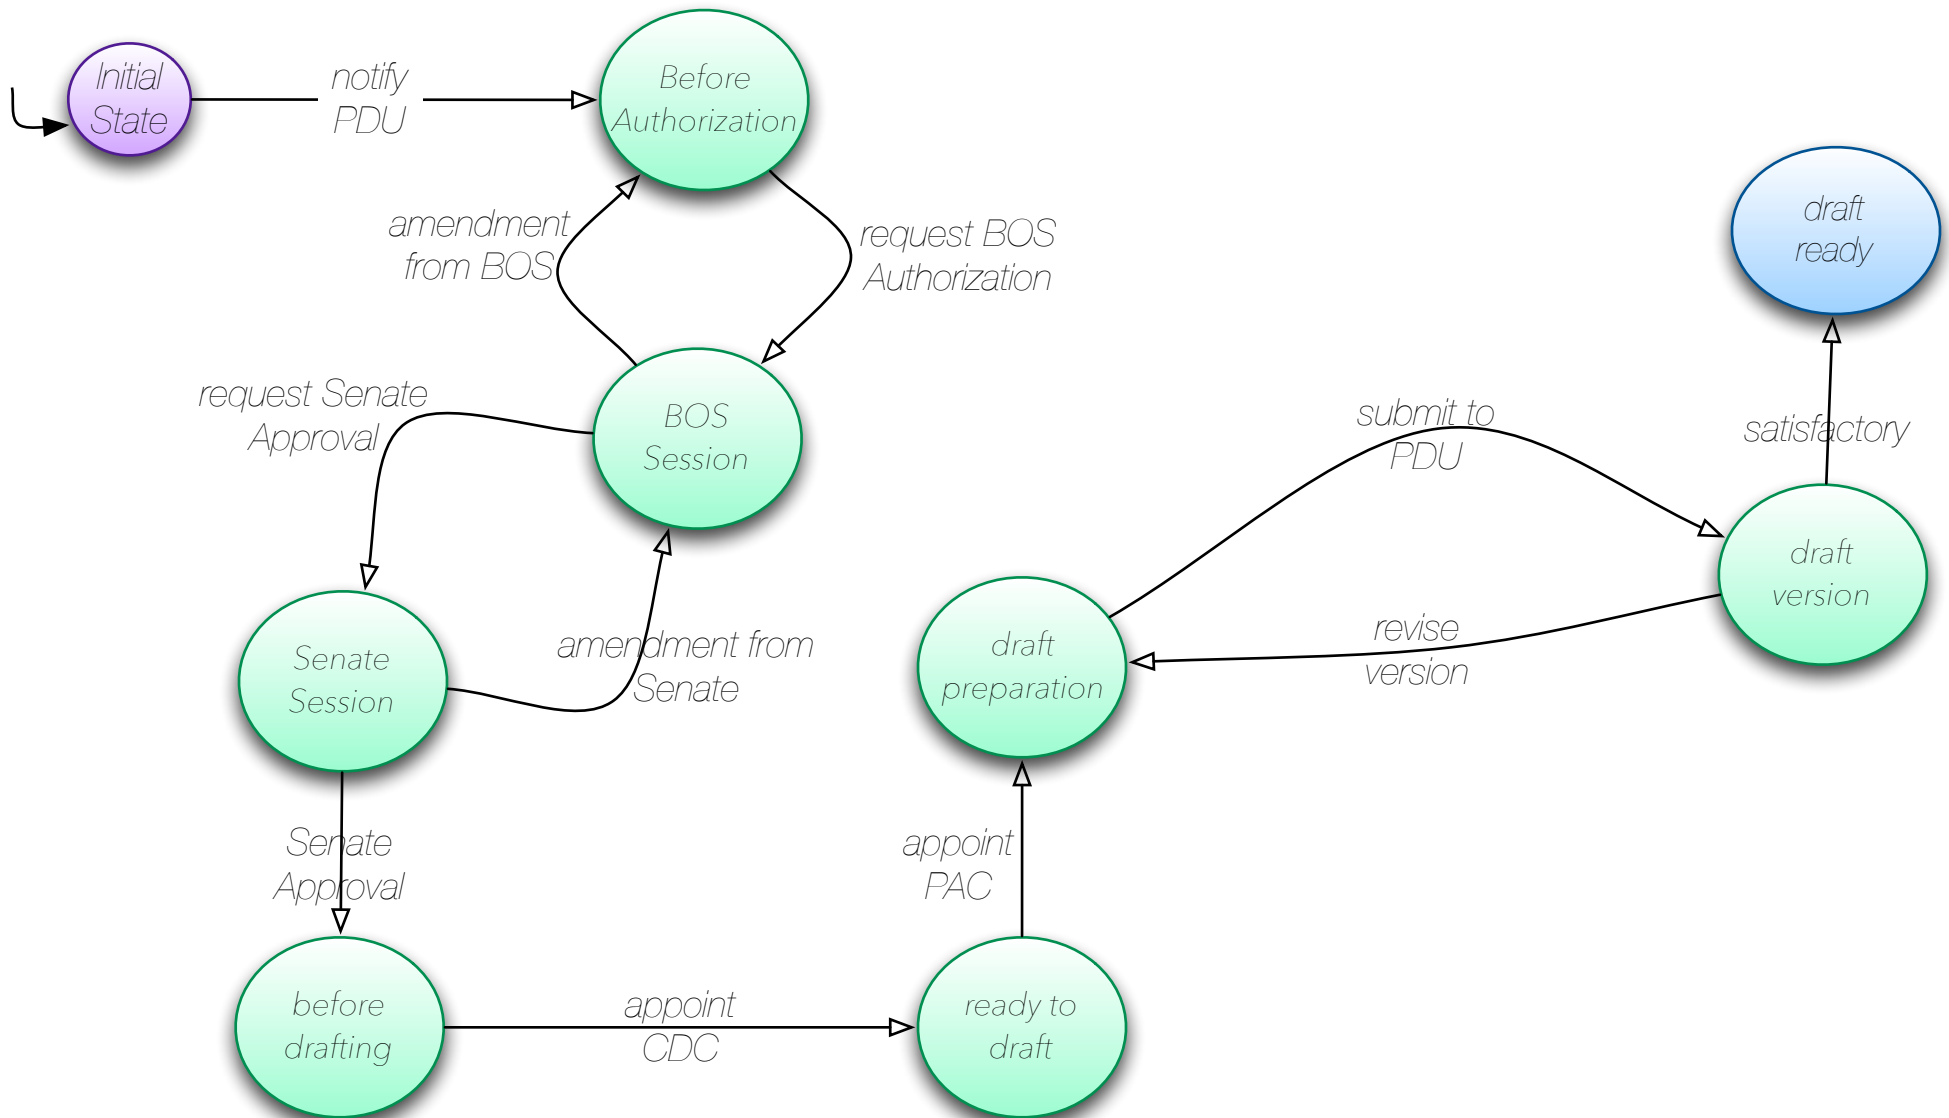 Initial
State
notify
PDU
Before
Authorization
amendment
from BOS
request BOS
Authorization
draft
ready
request Senate
Approval
BOS
Session
submit to
PDU
satisfactory
draft
version
Senate
Session
amendment from
Senate
draft
preparation
revise
version
Senate
Approval
appoint
PAC
before
drafting
appoint
CDC
ready to
draft